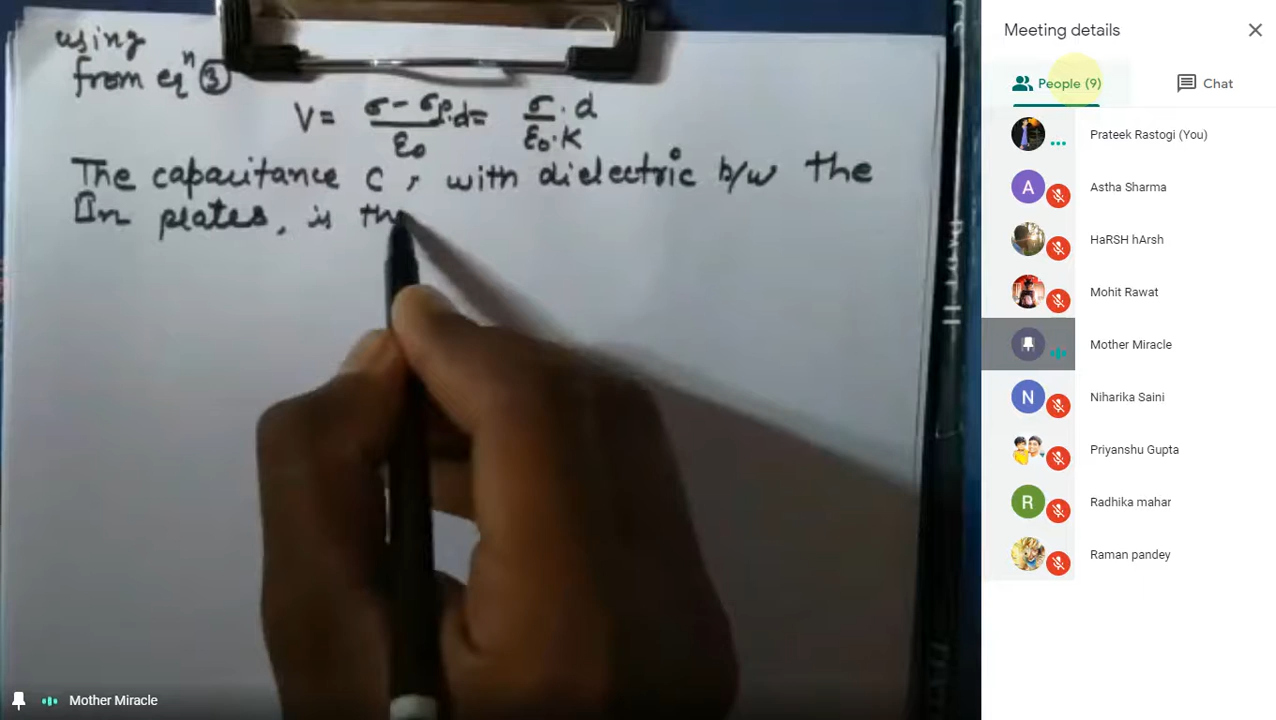 using
from eqⁿ ③
V = σ - σp/ε₀ · d = σ/ε₀·K · d
The capacitance C, with dielectric b/w the
plates, is th
Mother Miracle
Meeting details
People (9)
Chat
Prateek Rastogi (You)
A Astha Sharma
HaRSH hArsh
Mohit Rawat
Mother Miracle
N Niharika Saini
Priyanshu Gupta
R Radhika mahar
Raman pandey